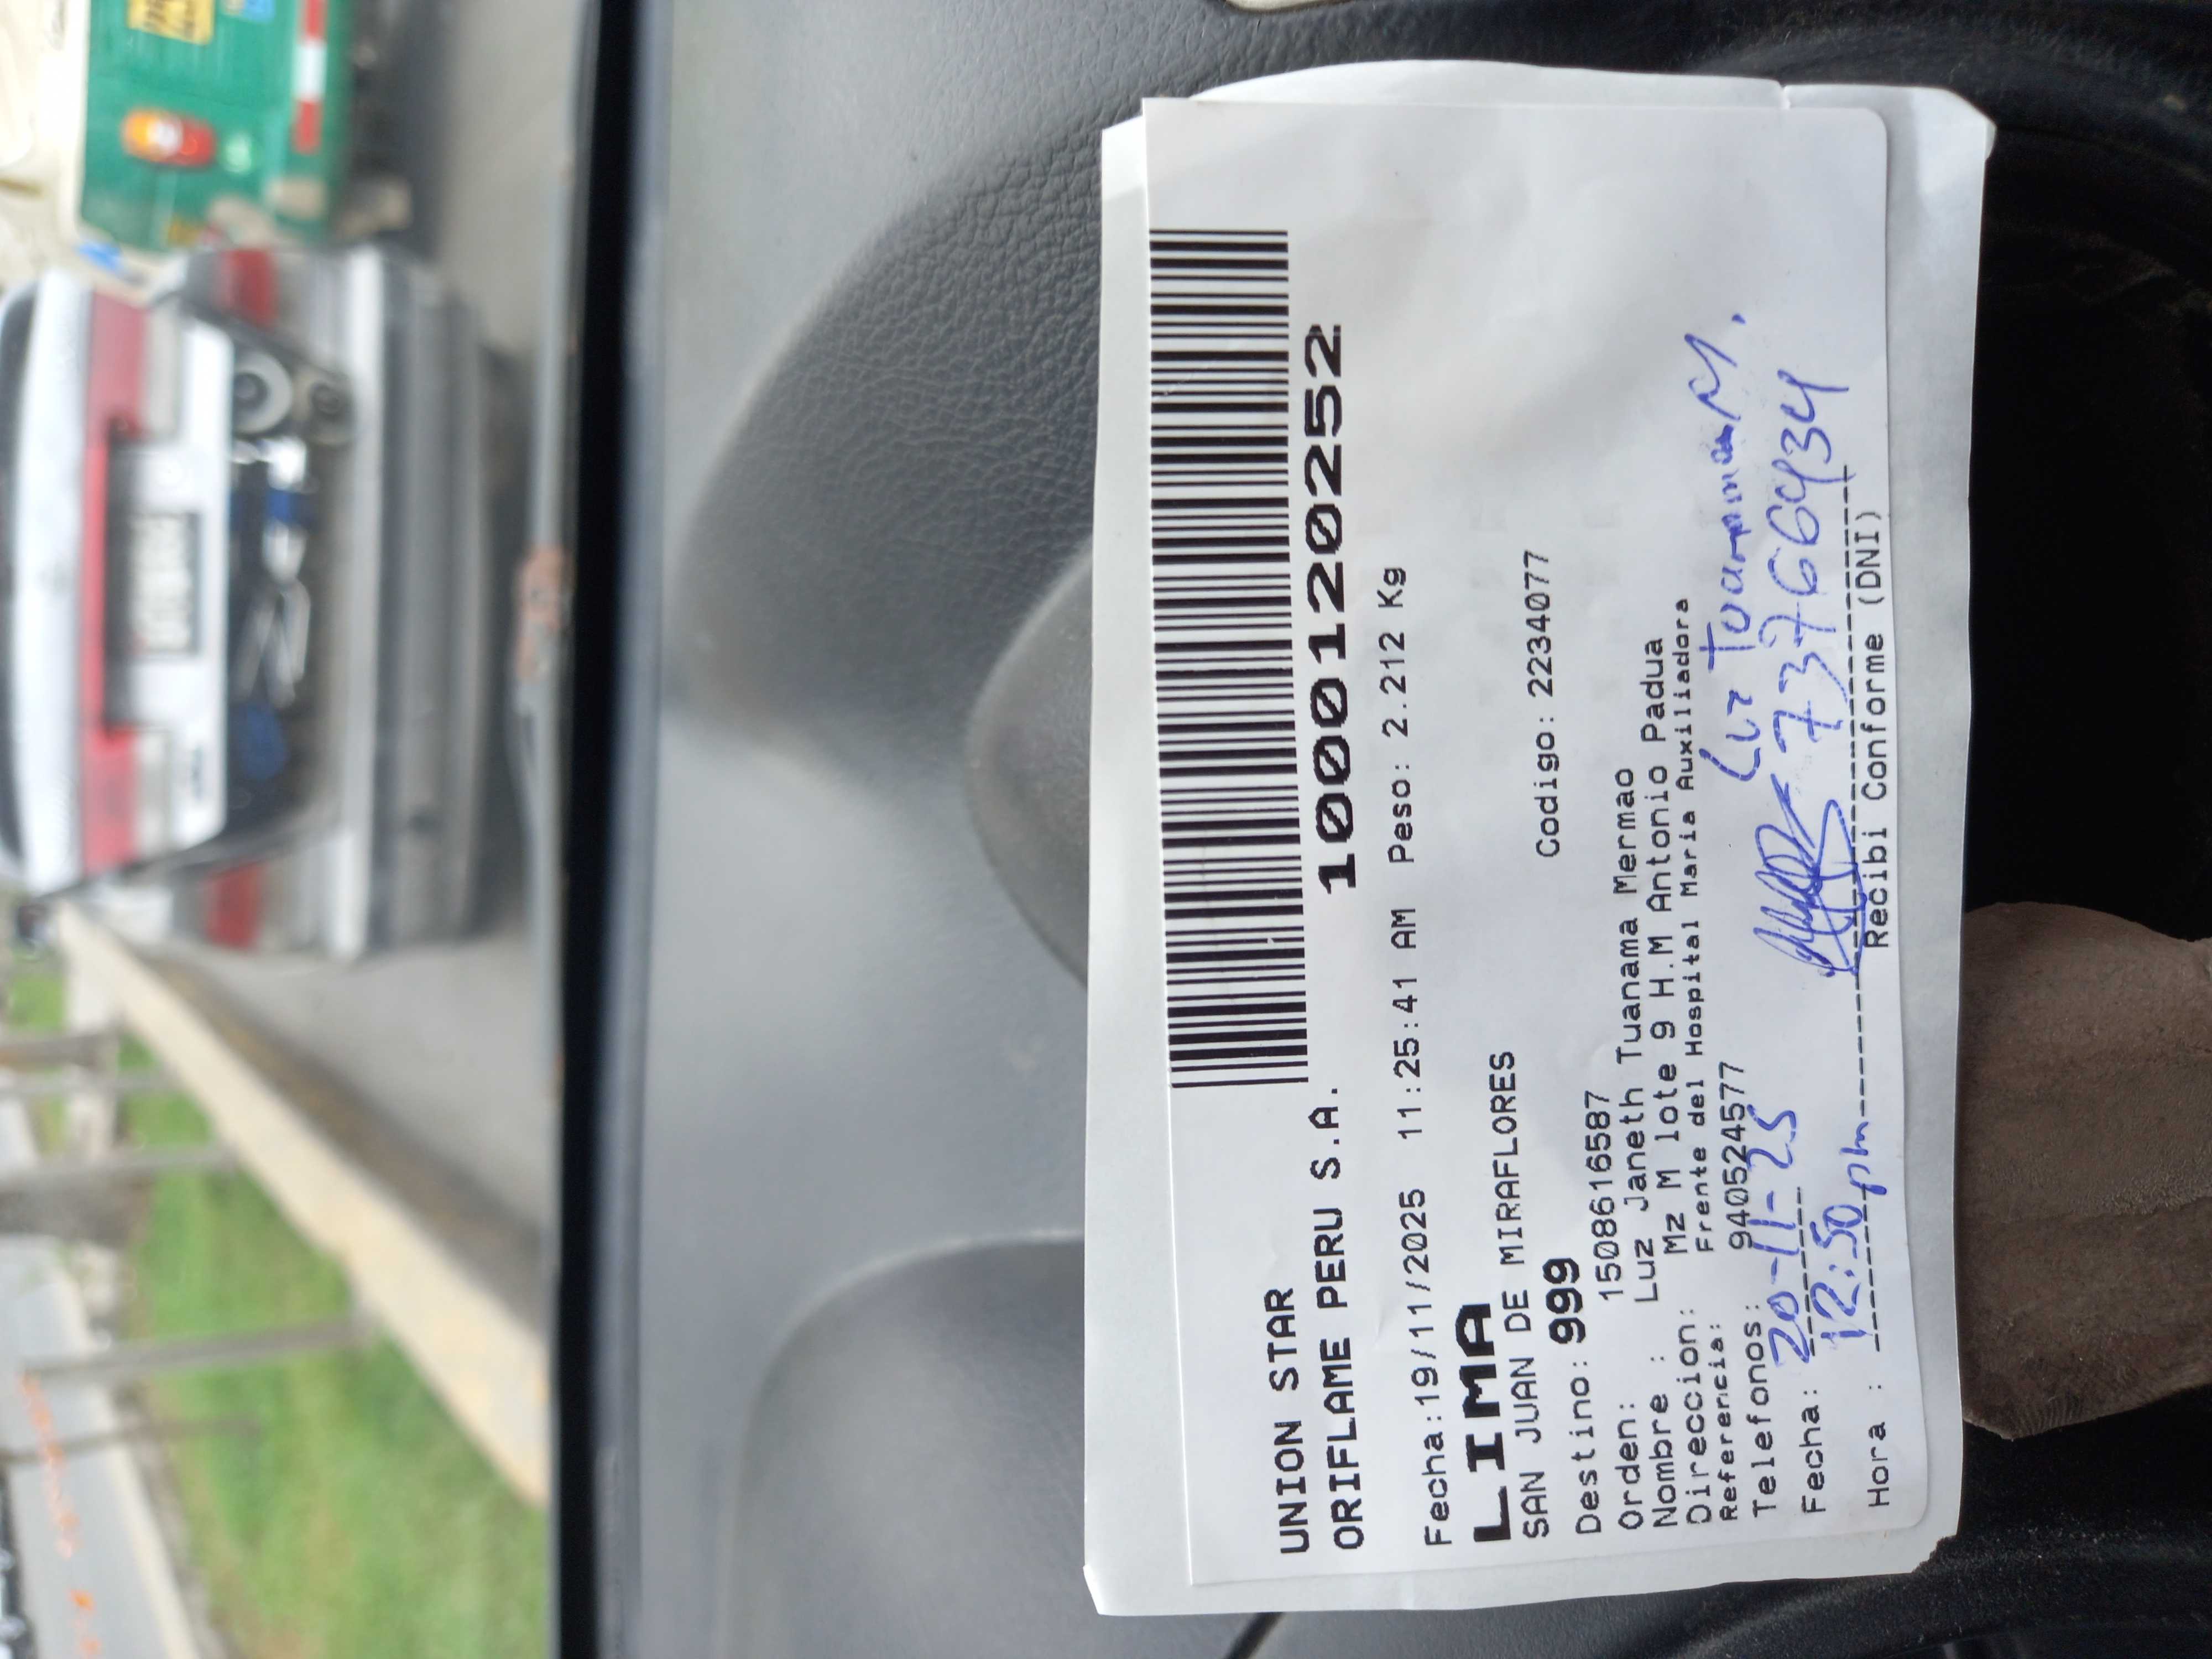 UNION STAR
ORIFLAME PERU S.A.
1000120252
Fecha:19/11/2025 11:25:41 AM Peso: 2.212 Kg
LIMA
SAN JUAN DE MIRAFLORES
Destino: 999 Codigo: 2234077
Orden: 1508616587
Nombre : Luz Janeth Tuanama Mermao
Direccion: Mz M lote 9 H.M Antonio Padua
Referencia: Frente del Hospital Maria Auxiliadora
Telefonos: 940524577
Luz Tuanama M.
Fecha: 20-11-25
73766434
Hora : 12:50 pm
Recibi Conforme (DNI)